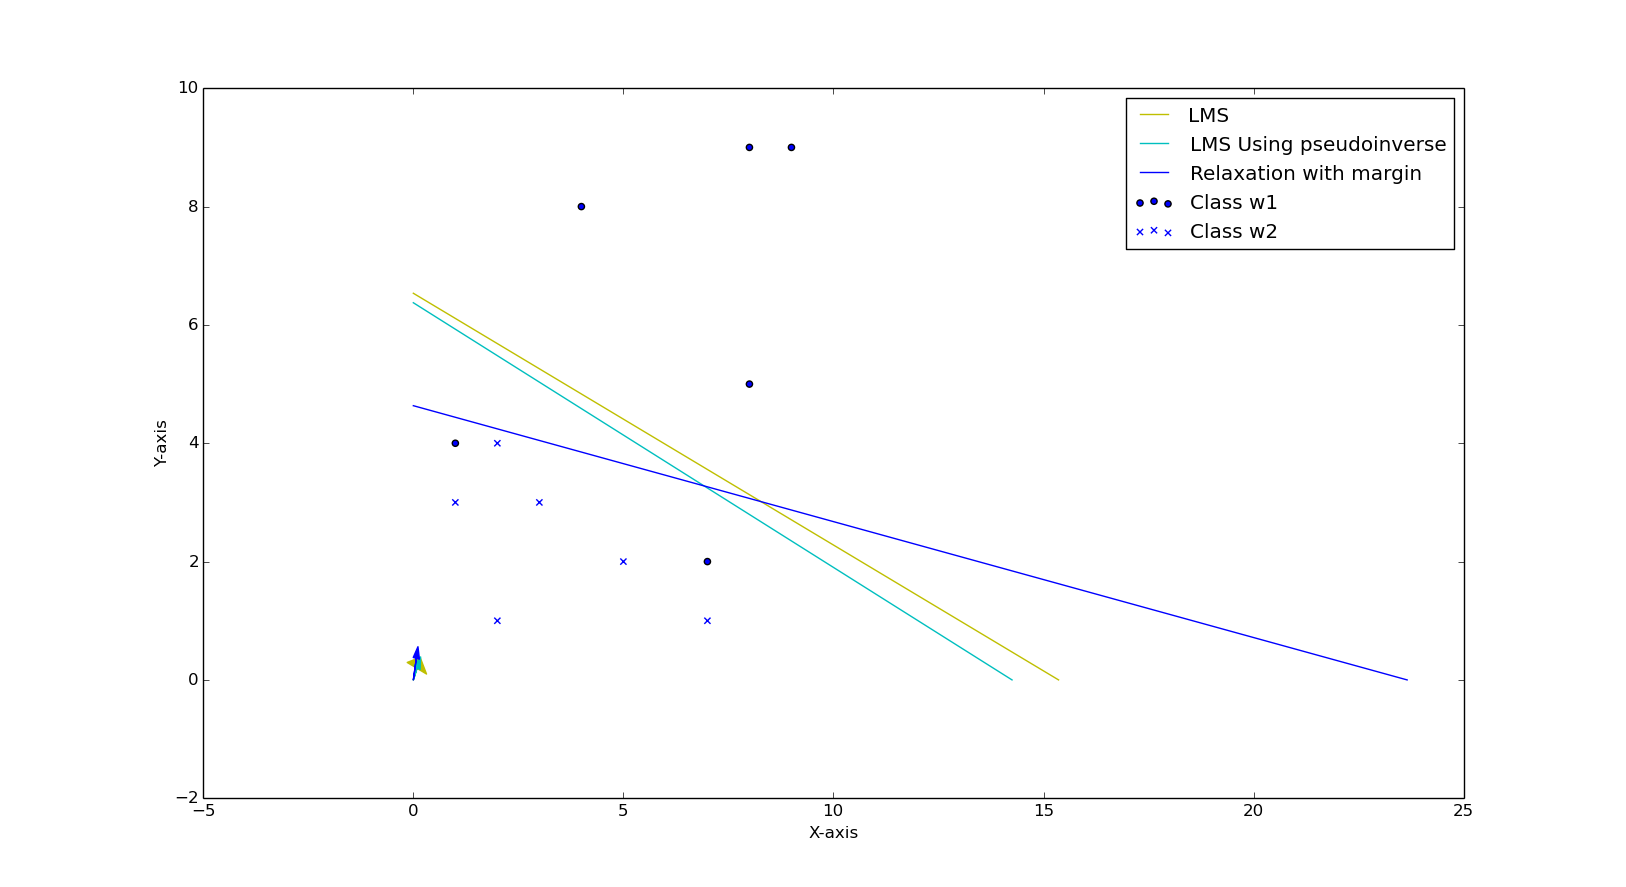 10
8
6
4
2
0
−2
−5
0
5
10
15
20
25
Y-axis
X-axis
LMS
LMS Using pseudoinverse
Relaxation with margin
Class w1
Class w2